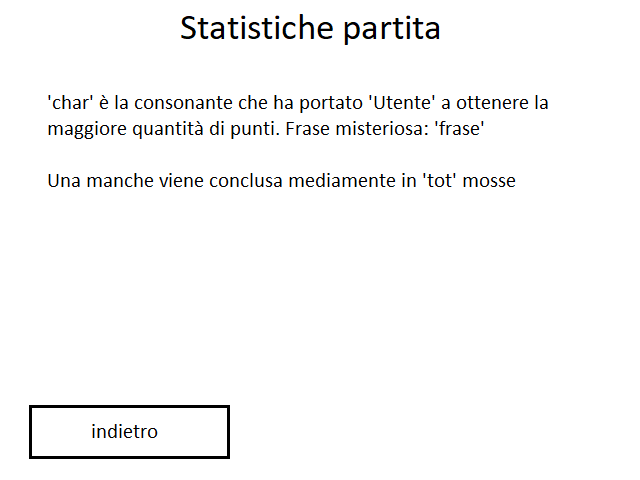 Statistiche partita
'char' è la consonante che ha portato 'Utente' a ottenere la
maggiore quantità di punti. Frase misteriosa: 'frase'
Una manche viene conclusa mediamente in 'tot' mosse
indietro